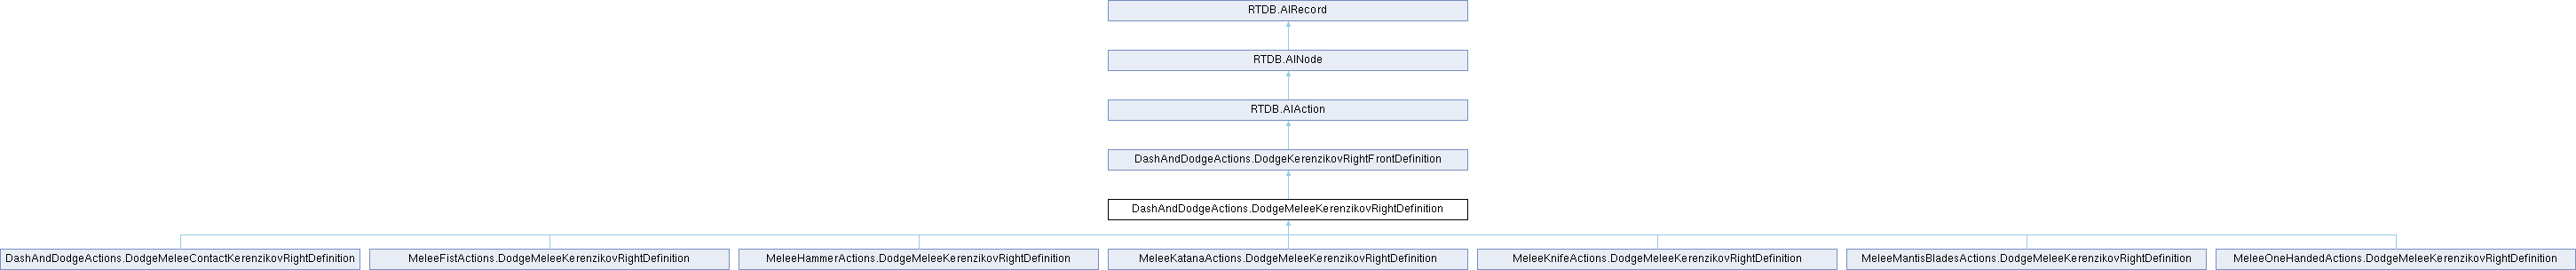 RTDB.AIRecord
RTDB.AINode
RTDB.AIAction
DashAndDodgeActions.DodgeKerenzikovRightFrontDefinition
DashAndDodgeActions.DodgeMeleeKerenzikovRightDefinition
DashAndDodgeActions.DodgeMeleeContactKerenzikovRightDefinition
MeleeFistActions.DodgeMeleeKerenzikovRightDefinition
MeleeHammerActions.DodgeMeleeKerenzikovRightDefinition
MeleeKatanaActions.DodgeMeleeKerenzikovRightDefinition
MeleeKnifeActions.DodgeMeleeKerenzikovRightDefinition
MeleeMantisBladesActions.DodgeMeleeKerenzikovRightDefinition
MeleeOneHandedActions.DodgeMeleeKerenzikovRightDefinition